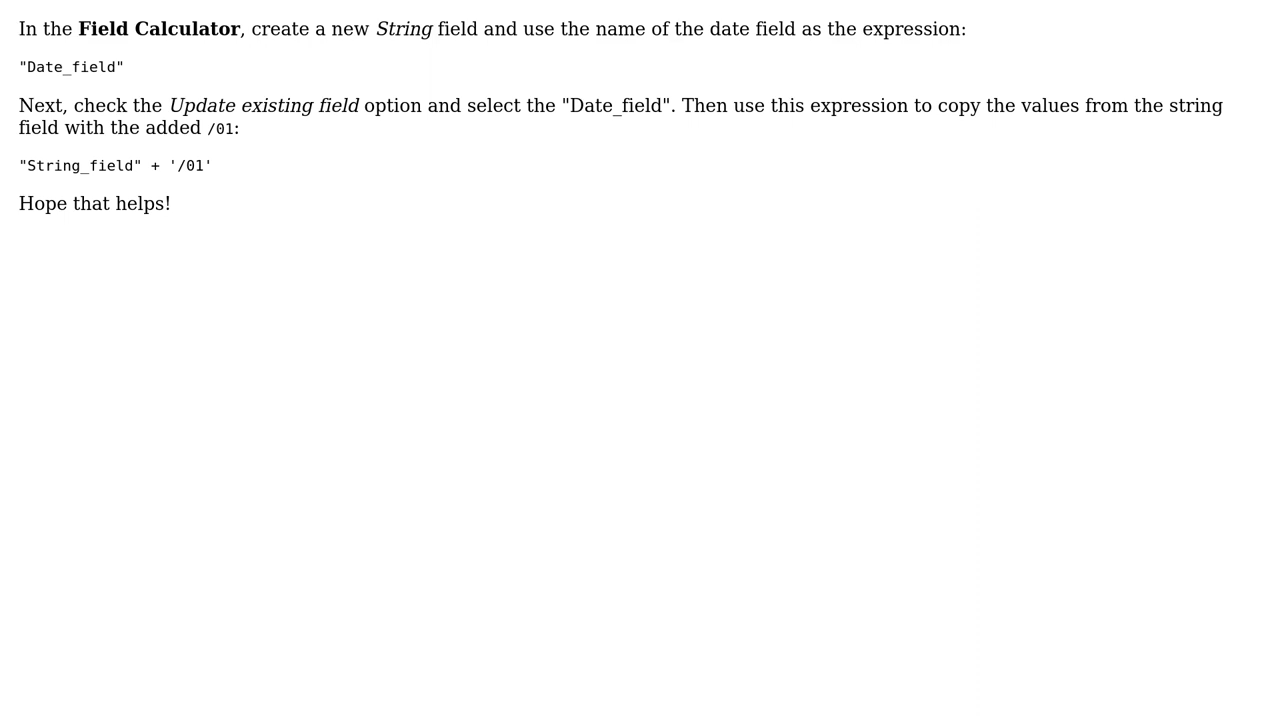 In the Field Calculator, create a new String field and use the name of the date field as the expression:
"Date_field"
Next, check the Update existing field option and select the "Date_field". Then use this expression to copy the values from the string
field with the added /01:
"String_field" + '/01'
Hope that helps!